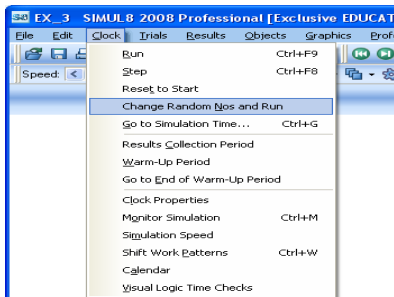 EX_3 SIMUL8 2008 Professional [Exclusive EDUCAT
File Edit Clock Trials Results Objects Graphics Prof
Speed:
Run Ctrl+F9
Step Ctrl+F8
Reset to Start
Change Random Nos and Run
Go to Simulation Time... Ctrl+G
Results Collection Period
Warm-Up Period
Go to End of Warm-Up Period
Clock Properties
Monitor Simulation Ctrl+M
Simulation Speed
Shift Work Patterns Ctrl+W
Calendar
Visual Logic Time Checks